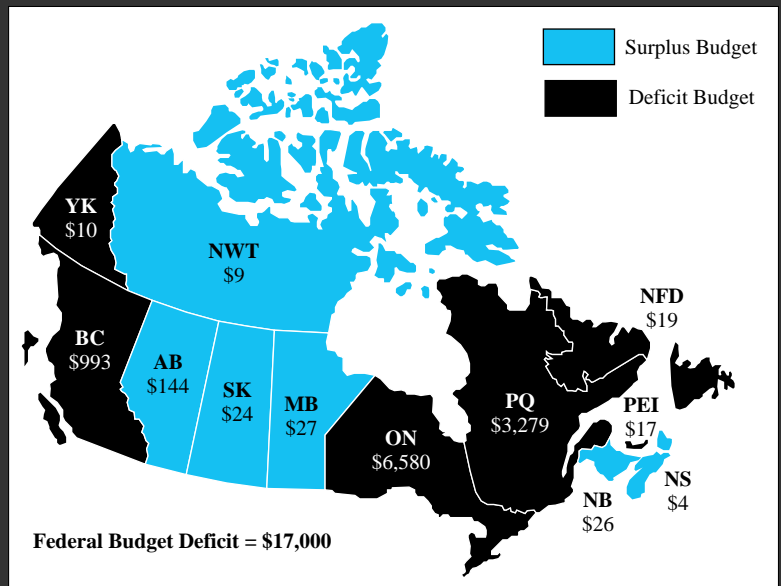 Surplus Budget
Deficit Budget
YK
$10
NWT
$9
NFD
$19
BC
$993
AB
$144
SK
$24
MB
$27
ON
$6,580
PQ
$3,279
PEI
$17
NS
$4
NB
$26
Federal Budget Deficit = $17,000